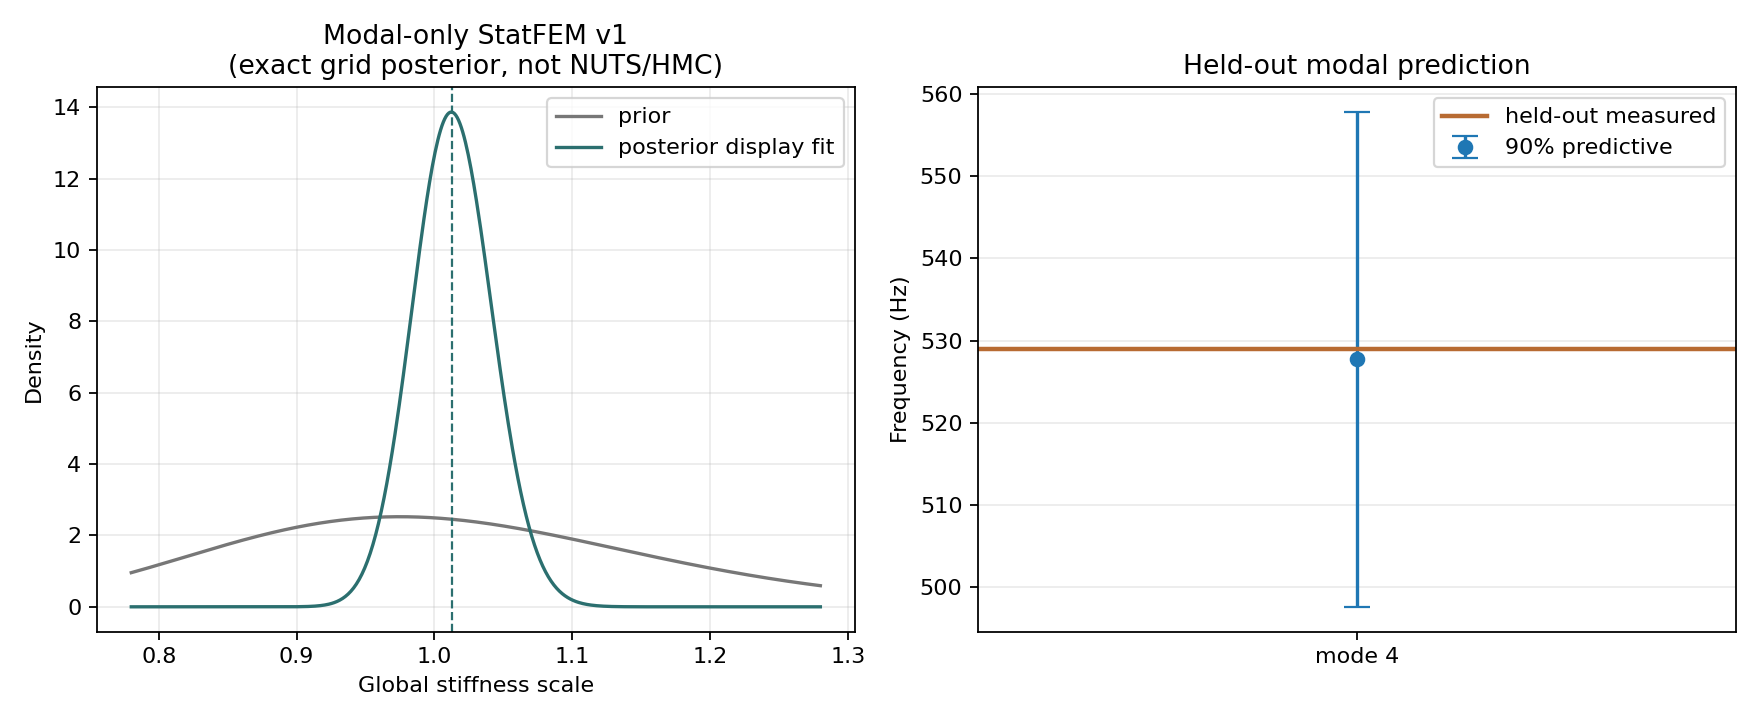 Modal-only StatFEM v1
(exact grid posterior, not NUTS/HMC)
prior
posterior display fit
Density
14
12
10
8
6
4
2
0
0.8
0.9
1.0
1.1
1.2
1.3
Global stiffness scale
Held-out modal prediction
held-out measured
90% predictive
Frequency (Hz)
560
550
540
530
520
510
500
mode 4